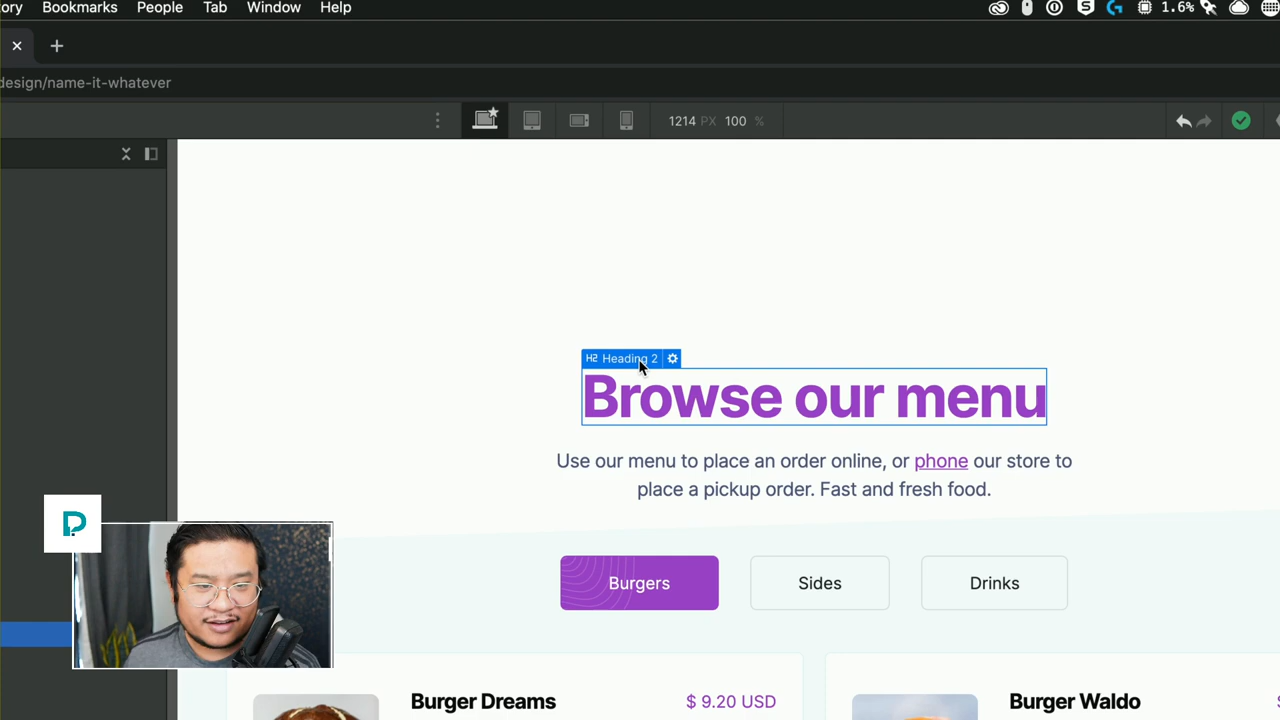 ory Bookmarks People Tab Window Help 1.6%
design/name-it-whatever
1214 PX 100 %
H2 Heading 2
Browse our menu
Use our menu to place an order online, or phone our store to
place a pickup order. Fast and fresh food.
Burgers Sides Drinks
Burger Dreams $ 9.20 USD Burger Waldo